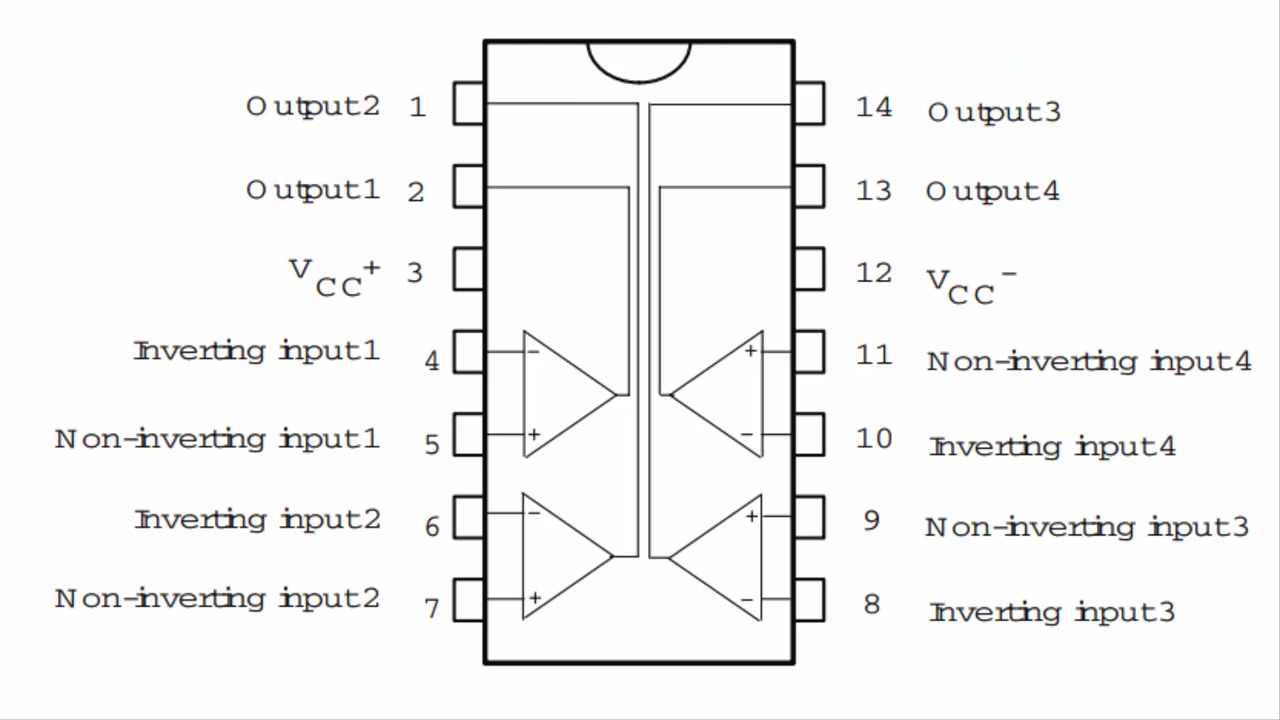 Output2 1
Output1 2
VCC+ 3
Inverting input1 4
Non-inverting input1 5
Inverting input2 6
Non-inverting input2 7
14 Output3
13 Output4
12 VCC-
11 Non-inverting input4
10 Inverting input4
9 Non-inverting input3
8 Inverting input3
-
+
-
+
+
-
+
-